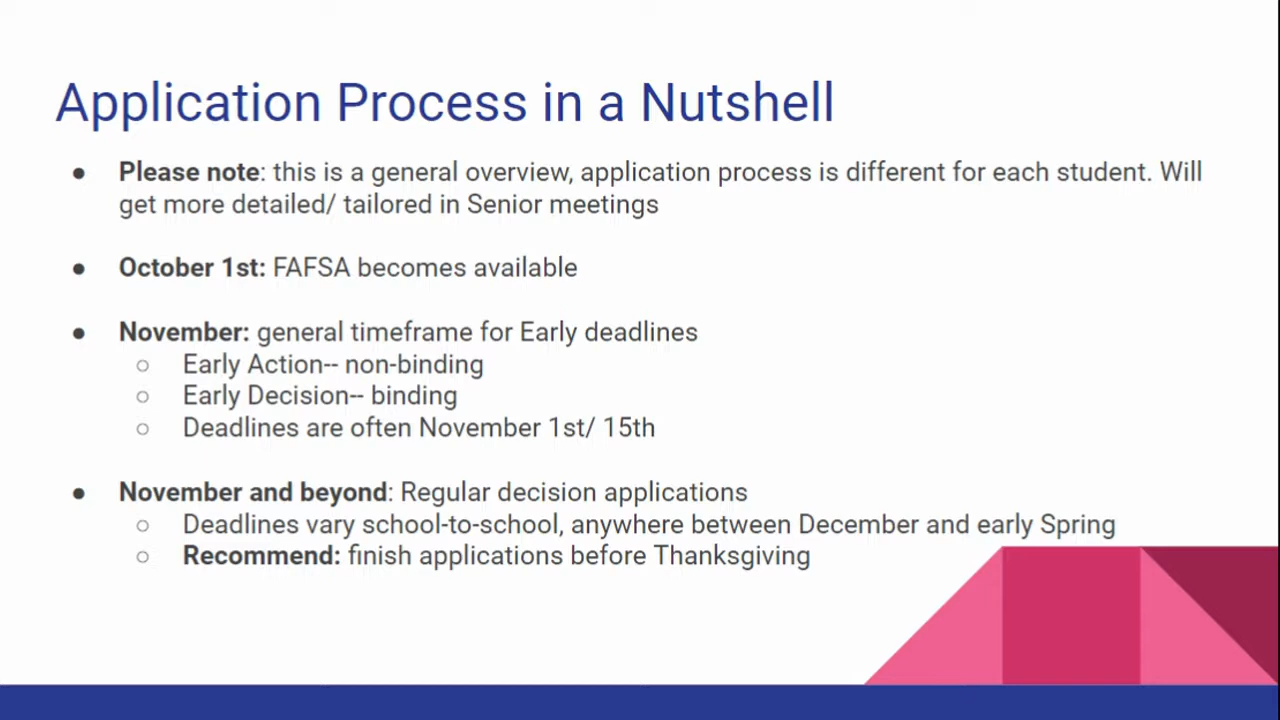 Application Process in a Nutshell
● Please note: this is a general overview, application process is different for each student. Will
get more detailed/ tailored in Senior meetings
● October 1st: FAFSA becomes available
● November: general timeframe for Early deadlines
○ Early Action-- non-binding
○ Early Decision-- binding
○ Deadlines are often November 1st/ 15th
● November and beyond: Regular decision applications
○ Deadlines vary school-to-school, anywhere between December and early Spring
○ Recommend: finish applications before Thanksgiving